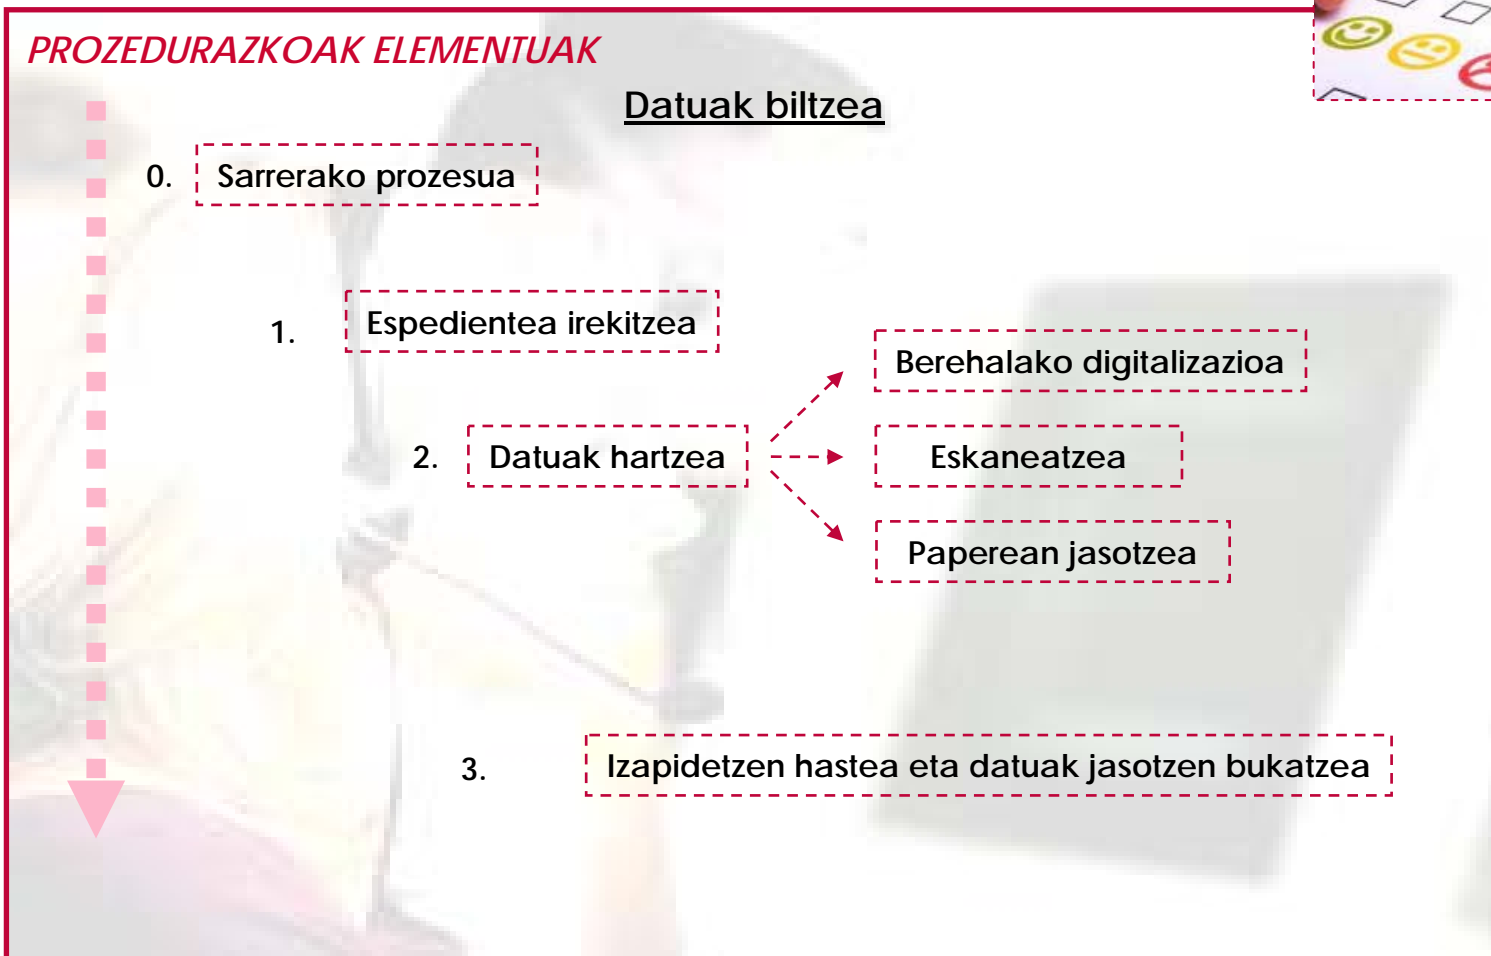 PROZEDURAZKOAK ELEMENTUAK
Datuak biltzea
0. Sarrerako prozesua
1. Espedientea irekitzea
Berehalako digitalizazioa
2. Datuak hartzea
Eskaneatzea
Paperean jasotzea
3. Izapidetzen hastea eta datuak jasotzen bukatzea